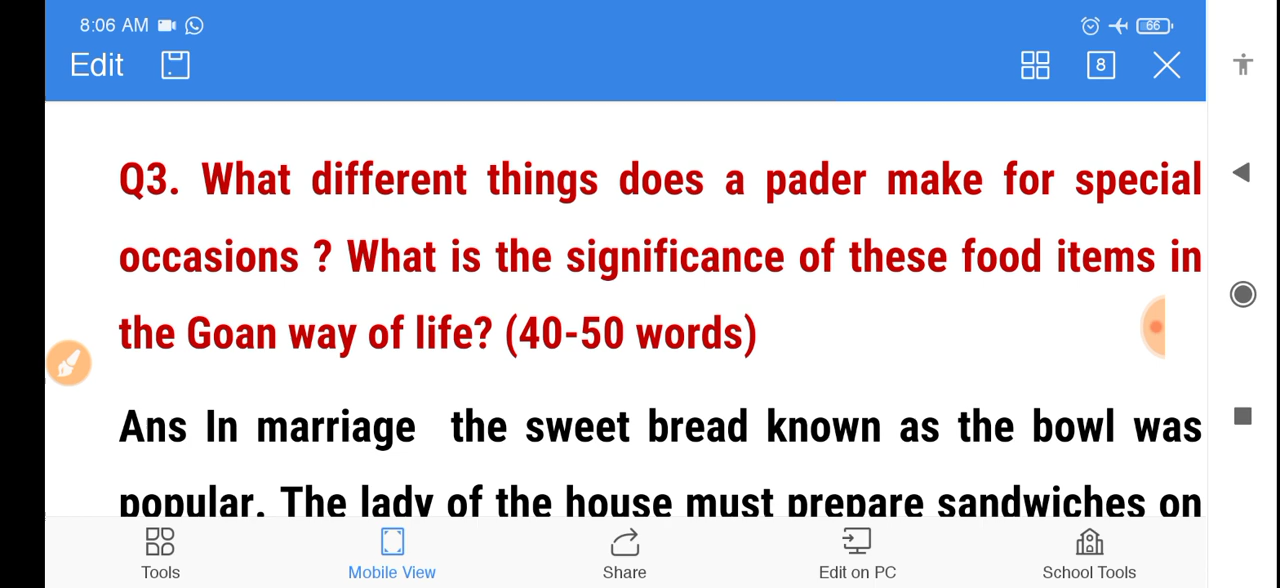 8:06 AM
66
Edit
8
Q3. What different things does a pader make for special
occasions ? What is the significance of these food items in
the Goan way of life? (40-50 words)
Ans In marriage the sweet bread known as the bowl was
popular. The lady of the house must prepare sandwiches on
Tools
Mobile View
Share
Edit on PC
School Tools